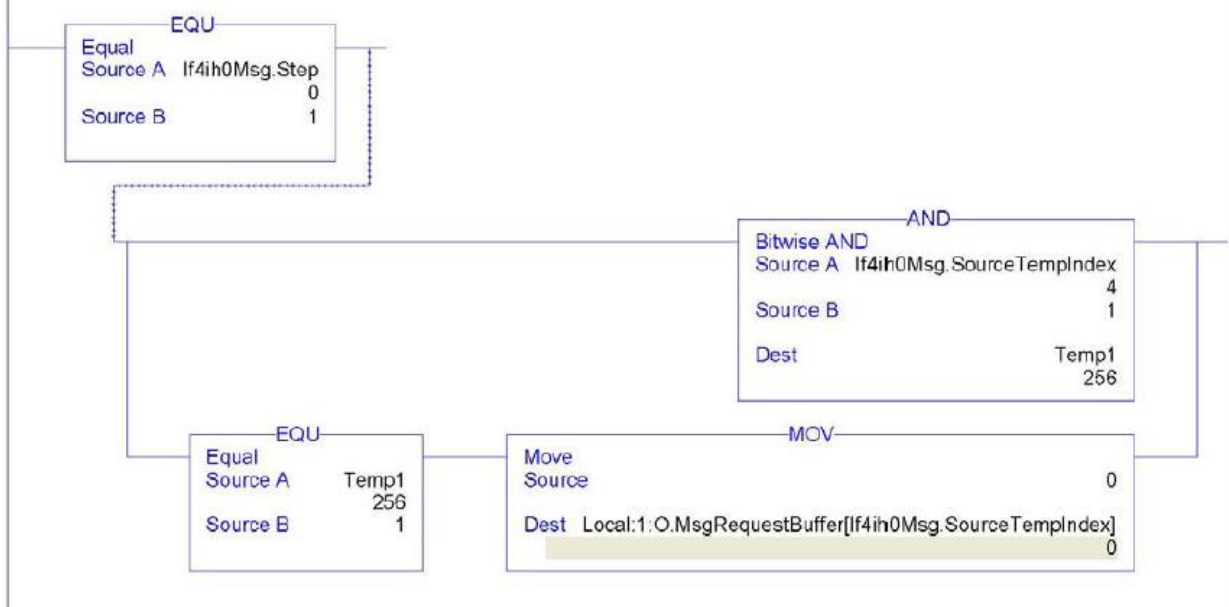 EQU
Equal
Source A If4ih0Msg.Step
0
Source B 1
AND
Bitwise AND
Source A If4ih0Msg.SourceTempIndex
4
Source B 1
Dest Temp1
256
EQU
Equal
Source A Temp1
256
Source B 1
MOV
Move
Source 0
Dest Local:1:O.MsgRequestBuffer[If4ih0Msg.SourceTempIndex]
0